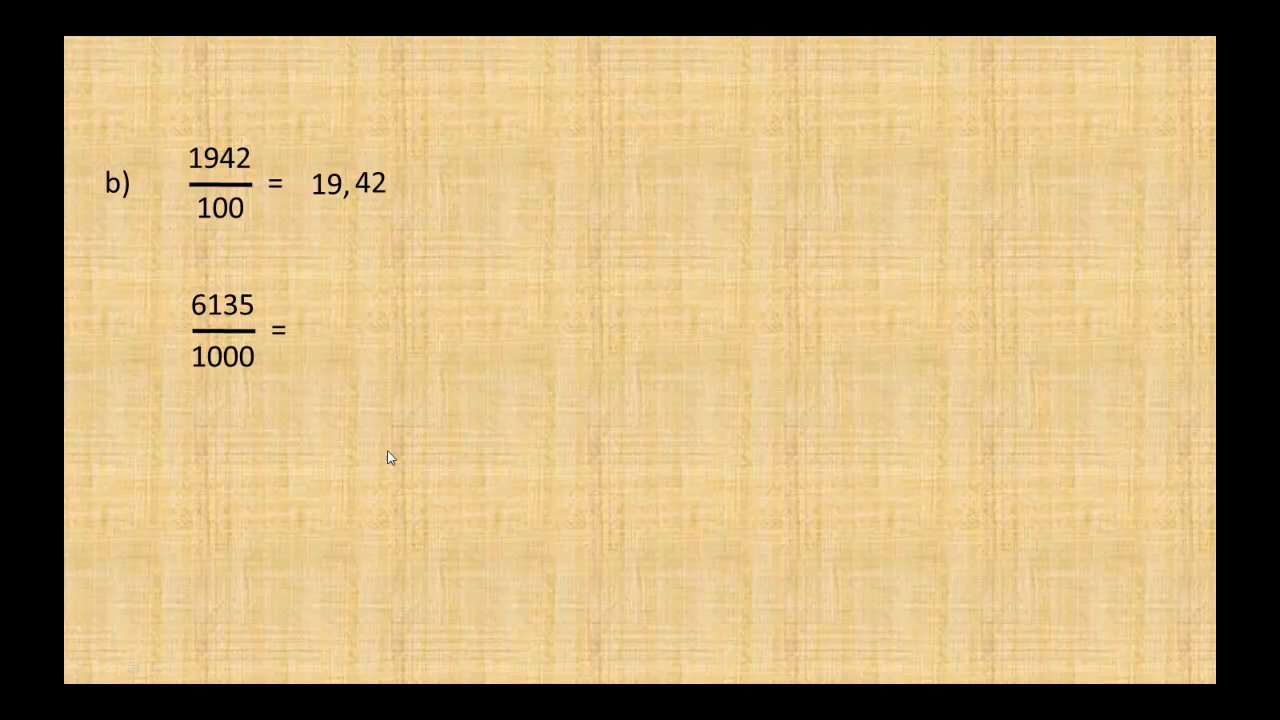 b) 1942/100 = 19,42
6135/1000 =